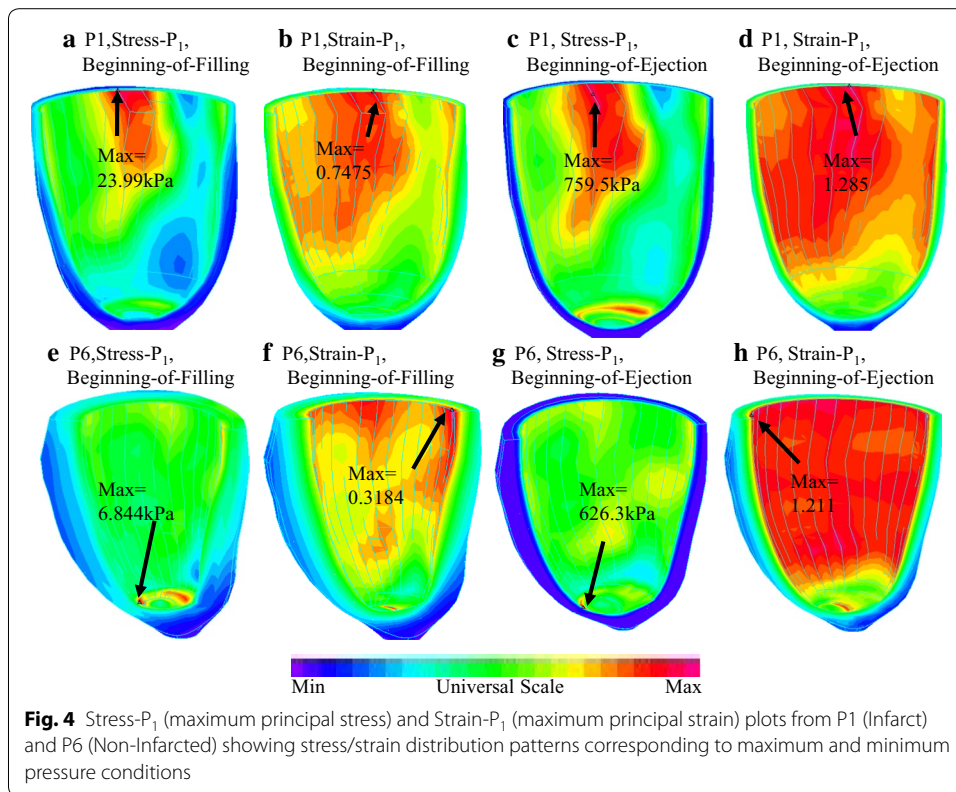 a P1,Stress-P₁,
Beginning-of-Filling
b P1,Strain-P₁,
Beginning-of-Filling
c P1, Stress-P₁,
Beginning-of-Ejection
d P1, Strain-P₁,
Beginning-of-Ejection
Max=
23.99kPa
Max=
0.7475
Max=
759.5kPa
Max=
1.285
e P6,Stress-P₁,
Beginning-of-Filling
f P6,Strain-P₁,
Beginning-of-Filling
g P6, Stress-P₁,
Beginning-of-Ejection
h P6, Strain-P₁,
Beginning-of-Ejection
Max=
6.844kPa
Max=
0.3184
Max=
626.3kPa
Max=
1.211
Min Universal Scale Max
Fig. 4 Stress-P₁ (maximum principal stress) and Strain-P₁ (maximum principal strain) plots from P1 (Infarct)
and P6 (Non-Infarcted) showing stress/strain distribution patterns corresponding to maximum and minimum
pressure conditions